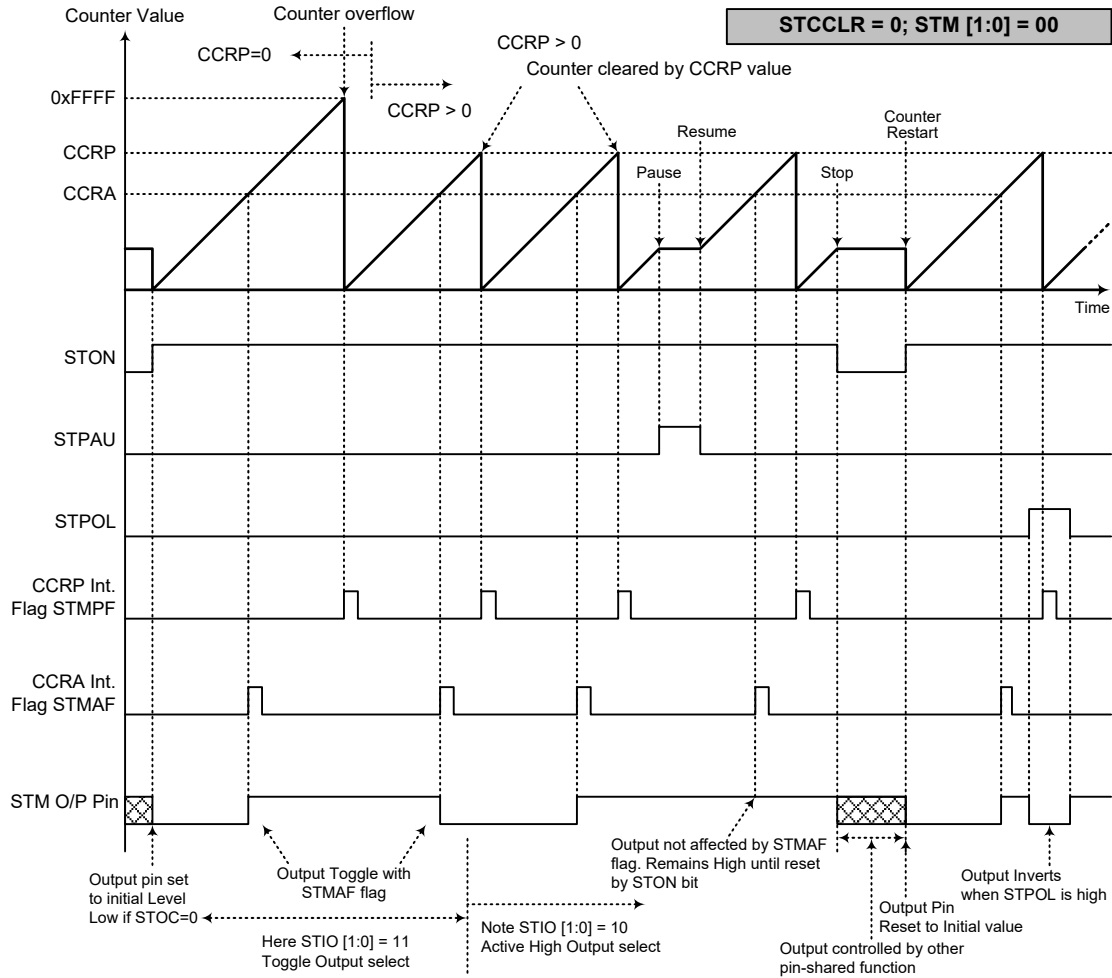 Counter Value
Counter overflow
STCCLR = 0; STM [1:0] = 00
CCRP=0
CCRP > 0
CCRP > 0
Counter cleared by CCRP value
0xFFFF
CCRP
CCRA
Pause
Resume
Stop
Counter
Restart
Time
STON
STPAU
STPOL
CCRP Int.
Flag STMPF
CCRA Int.
Flag STMAF
STM O/P Pin
Output pin set
to initial Level
Low if STOC=0
Output Toggle with
STMAF flag
Here STIO [1:0] = 11
Toggle Output select
Note STIO [1:0] = 10
Active High Output select
Output not affected by STMAF
flag. Remains High until reset
by STON bit
Output controlled by other
pin-shared function
Output Pin
Reset to Initial value
Output Inverts
when STPOL is high